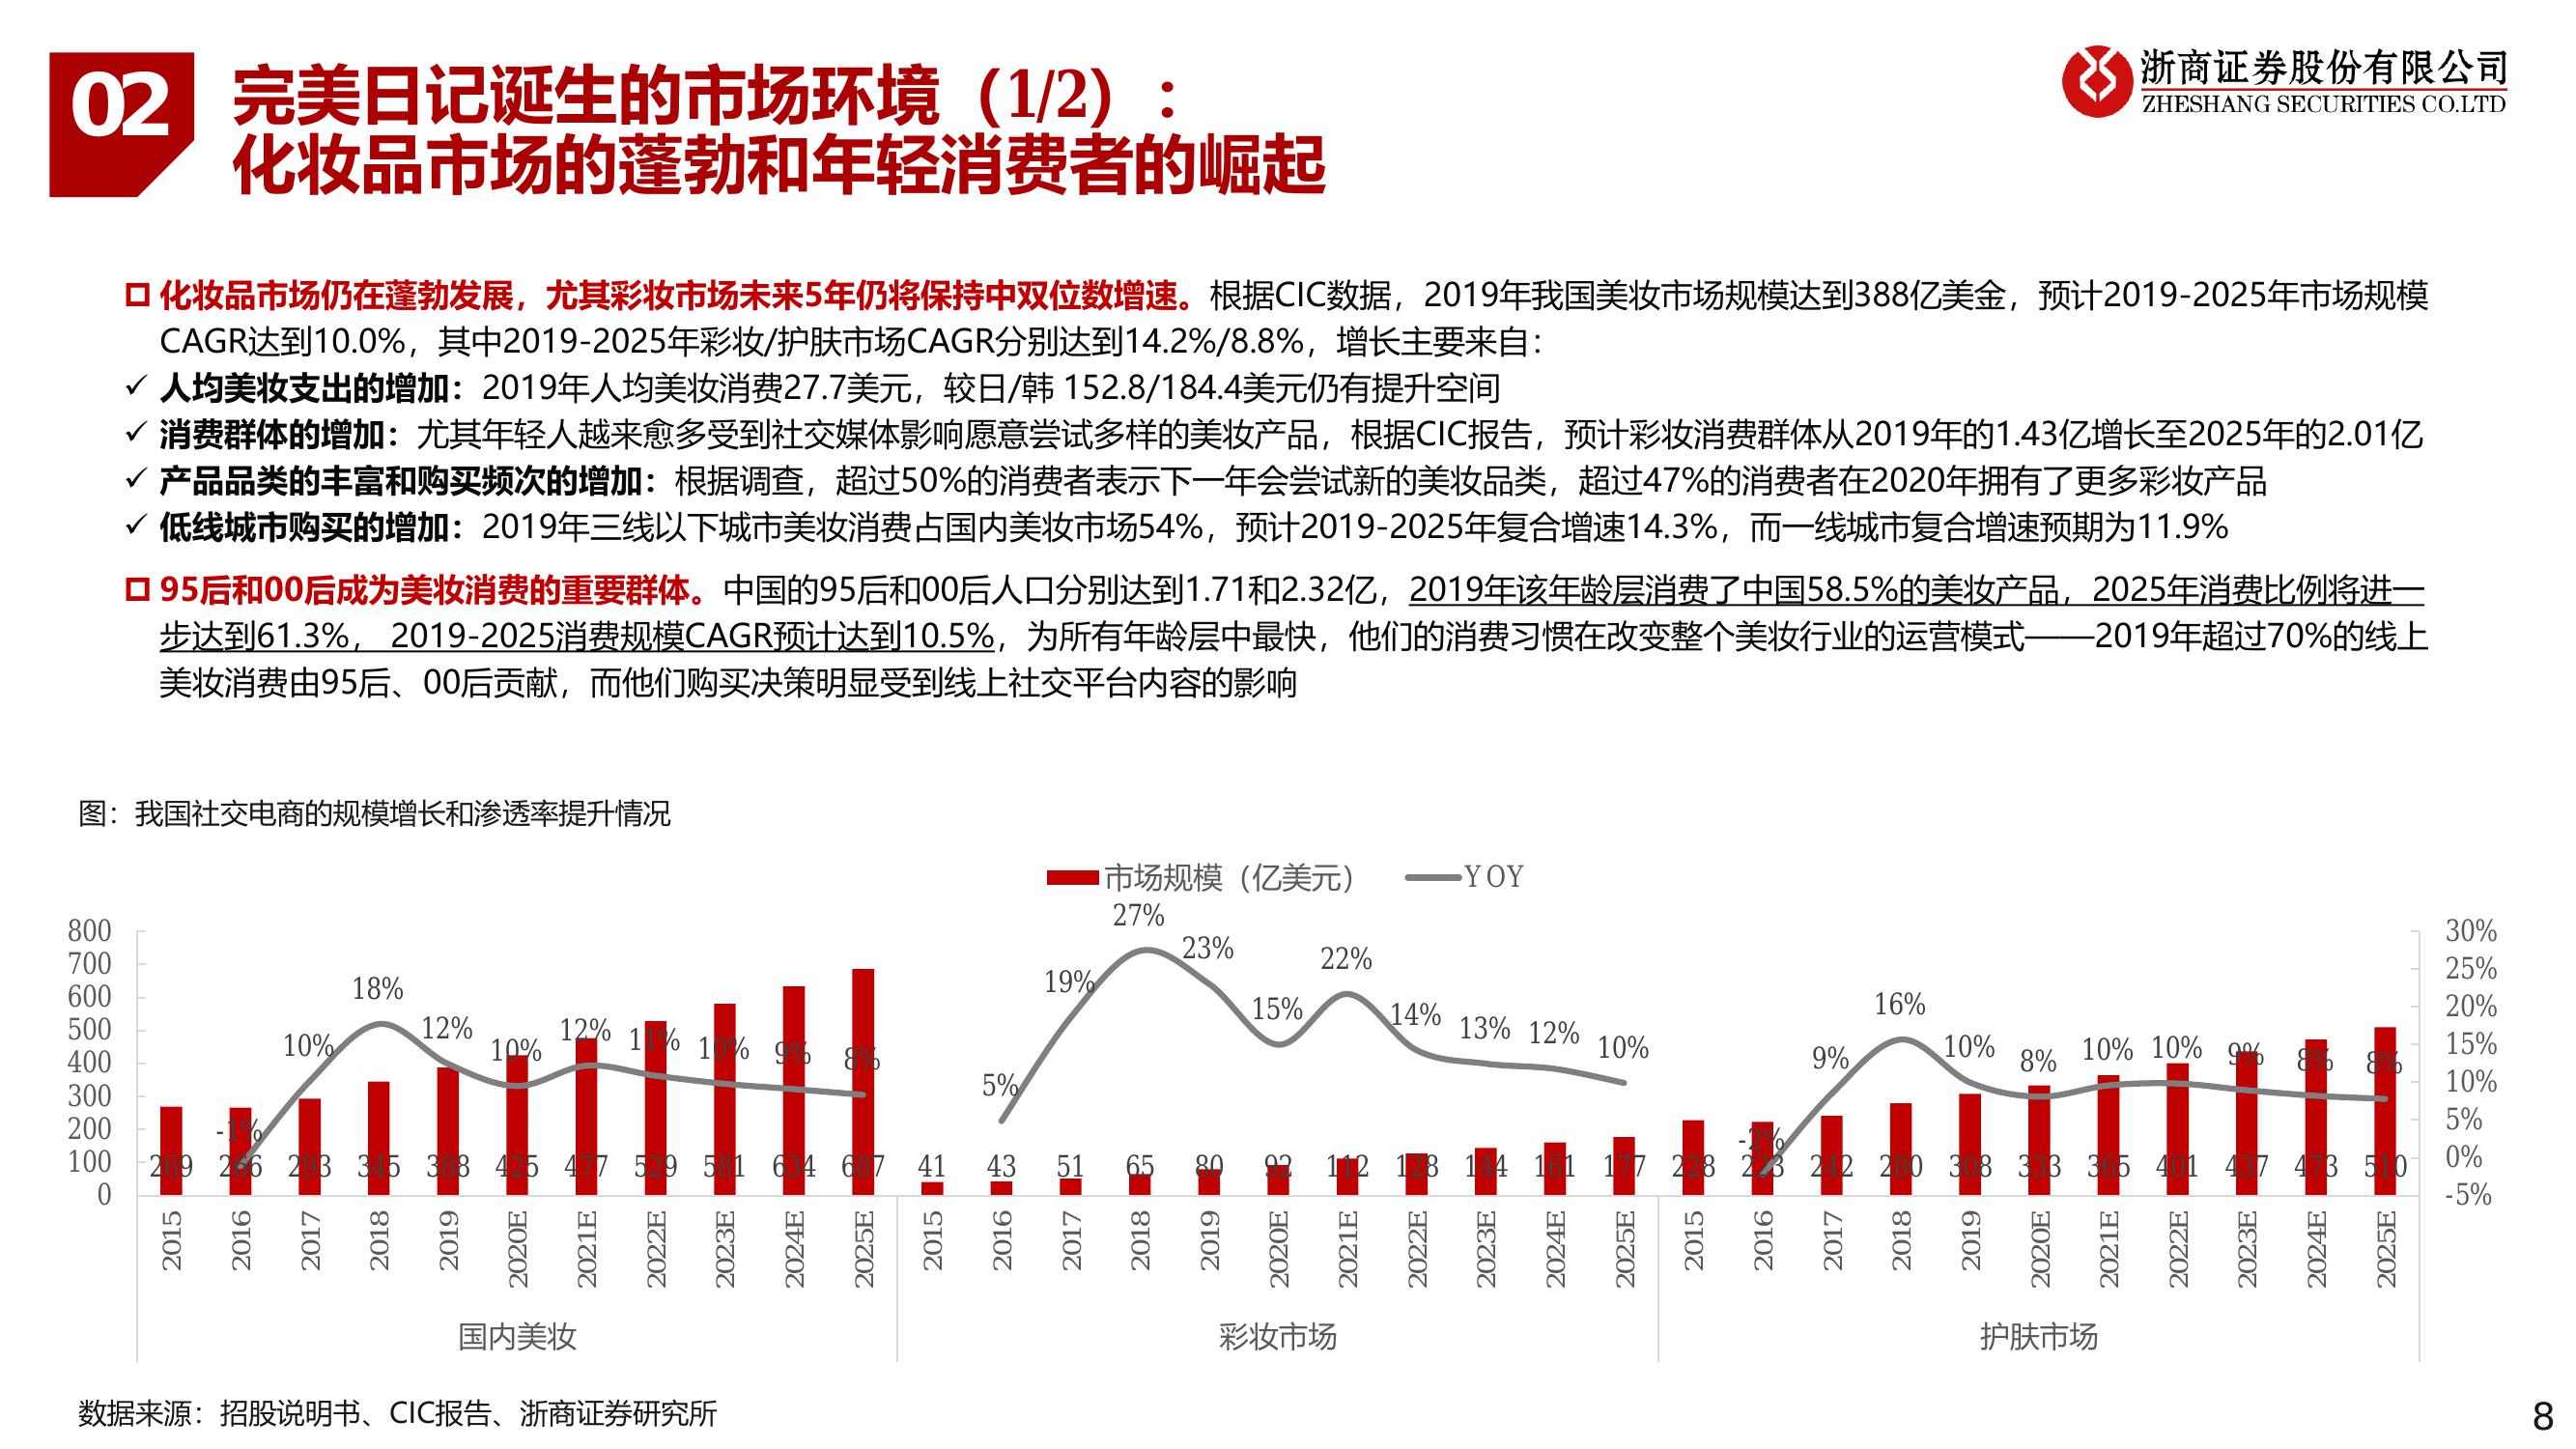 02
完美日记诞生的市场环境（1/2）：
化妆品市场的蓬勃和年轻消费者的崛起
浙商证券股份有限公司
ZHESHANG SECURITIES CO.LTD
化妆品市场仍在蓬勃发展，尤其彩妆市场未来5年仍将保持中双位数增速。根据CIC数据，2019年我国美妆市场规模达到388亿美金，预计2019-2025年市场规模
CAGR达到10.0%，其中2019-2025年彩妆/护肤市场CAGR分别达到14.2%/8.8%，增长主要来自：
✓ 人均美妆支出的增加：2019年人均美妆消费27.7美元，较日/韩 152.8/184.4美元仍有提升空间
✓ 消费群体的增加：尤其年轻人越来愈多受到社交媒体影响愿意尝试多样的美妆产品，根据CIC报告，预计彩妆消费群体从2019年的1.43亿增长至2025年的2.01亿
✓ 产品品类的丰富和购买频次的增加：根据调查，超过50%的消费者表示下一年会尝试新的美妆品类，超过47%的消费者在2020年拥有了更多彩妆产品
✓ 低线城市购买的增加：2019年三线以下城市美妆消费占国内美妆市场54%，预计2019-2025年复合增速14.3%，而一线城市复合增速预期为11.9%
95后和00后成为美妆消费的重要群体。中国的95后和00后人口分别达到1.71和2.32亿，2019年该年龄层消费了中国58.5%的美妆产品，2025年消费比例将进一
步达到61.3%， 2019-2025消费规模CAGR预计达到10.5%，为所有年龄层中最快，他们的消费习惯在改变整个美妆行业的运营模式——2019年超过70%的线上
美妆消费由95后、00后贡献，而他们购买决策明显受到线上社交平台内容的影响
图：我国社交电商的规模增长和渗透率提升情况
市场规模（亿美元） YOY
800 700 600 500 400 300 200 100 0
-1% 10% 18% 12% 10% 12% 11% 10% 9% 8%
5% 19% 27% 23% 15% 22% 14% 13% 12% 10%
-2% 9% 16% 10% 8% 10% 10% 9% 8% 8%
30% 25% 20% 15% 10% 5% 0% -5%
269 266 293 345 388 425 477 529 581 634 687 41 43 51 65 80 92 112 128 144 161 177 228 223 242 280 308 333 365 401 437 473 510
2015 2016 2017 2018 2019 2020E 2021E 2022E 2023E 2024E 2025E 2015 2016 2017 2018 2019 2020E 2021E 2022E 2023E 2024E 2025E 2015 2016 2017 2018 2019 2020E 2021E 2022E 2023E 2024E 2025E
国内美妆 彩妆市场 护肤市场
数据来源：招股说明书、CIC报告、浙商证券研究所
8